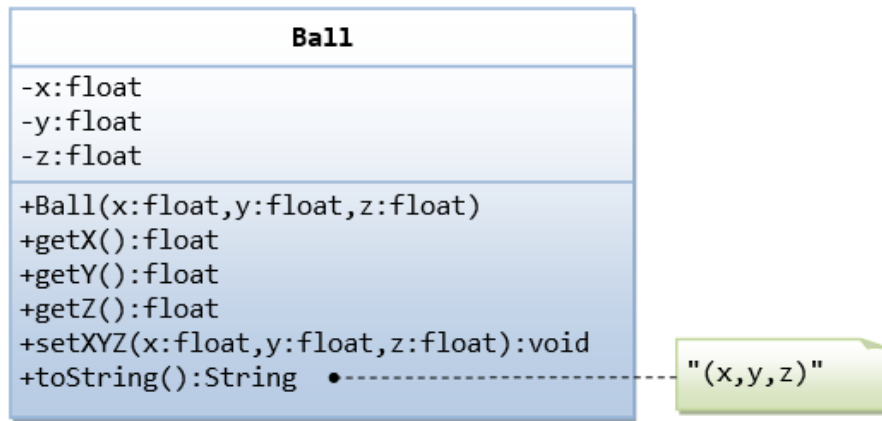 Ball
-x:float
-y:float
-z:float
+Ball(x:float,y:float,z:float)
+getX():float
+getY():float
+getZ():float
+setXYZ(x:float,y:float,z:float):void
+toString():String
"(x,y,z)"